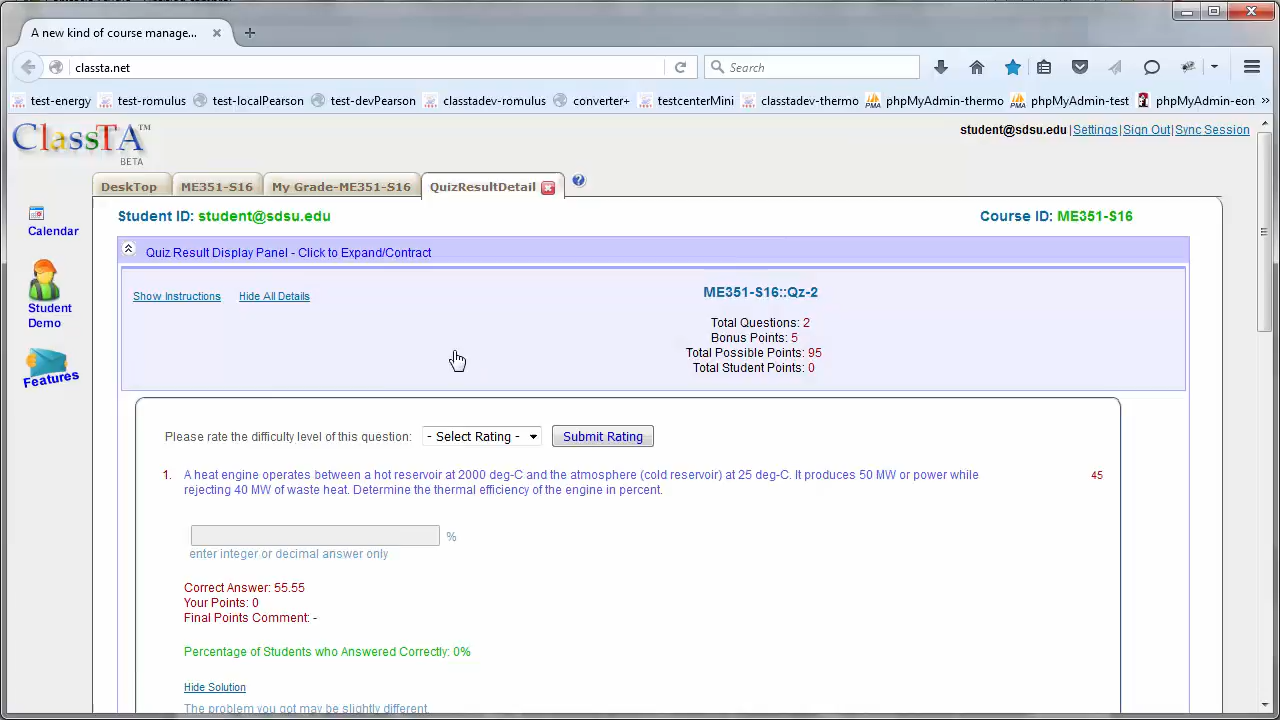 A new kind of course manage...
classta.net
Search
test-energy test-romulus test-localPearson test-devPearson classtadev-romulus converter+ testcenterMini classtadev-thermo phpMyAdmin-thermo phpMyAdmin-test phpMyAdmin-eon »
ClassTA™
BETA
student@sdsu.edu | Settings | Sign Out | Sync Session
DeskTop ME351-S16 My Grade-ME351-S16 QuizResultDetail
Student ID: student@sdsu.edu Course ID: ME351-S16
Calendar
Student
Demo
Features
Quiz Result Display Panel - Click to Expand/Contract
Show Instructions Hide All Details
ME351-S16::Qz-2
Total Questions: 2
Bonus Points: 5
Total Possible Points: 95
Total Student Points: 0
Please rate the difficulty level of this question: - Select Rating - Submit Rating
1. A heat engine operates between a hot reservoir at 2000 deg-C and the atmosphere (cold reservoir) at 25 deg-C. It produces 50 MW or power while 45
rejecting 40 MW of waste heat. Determine the thermal efficiency of the engine in percent.
%
enter integer or decimal answer only
Correct Answer: 55.55
Your Points: 0
Final Points Comment: -
Percentage of Students who Answered Correctly: 0%
Hide Solution
The problem you got may be slightly different.